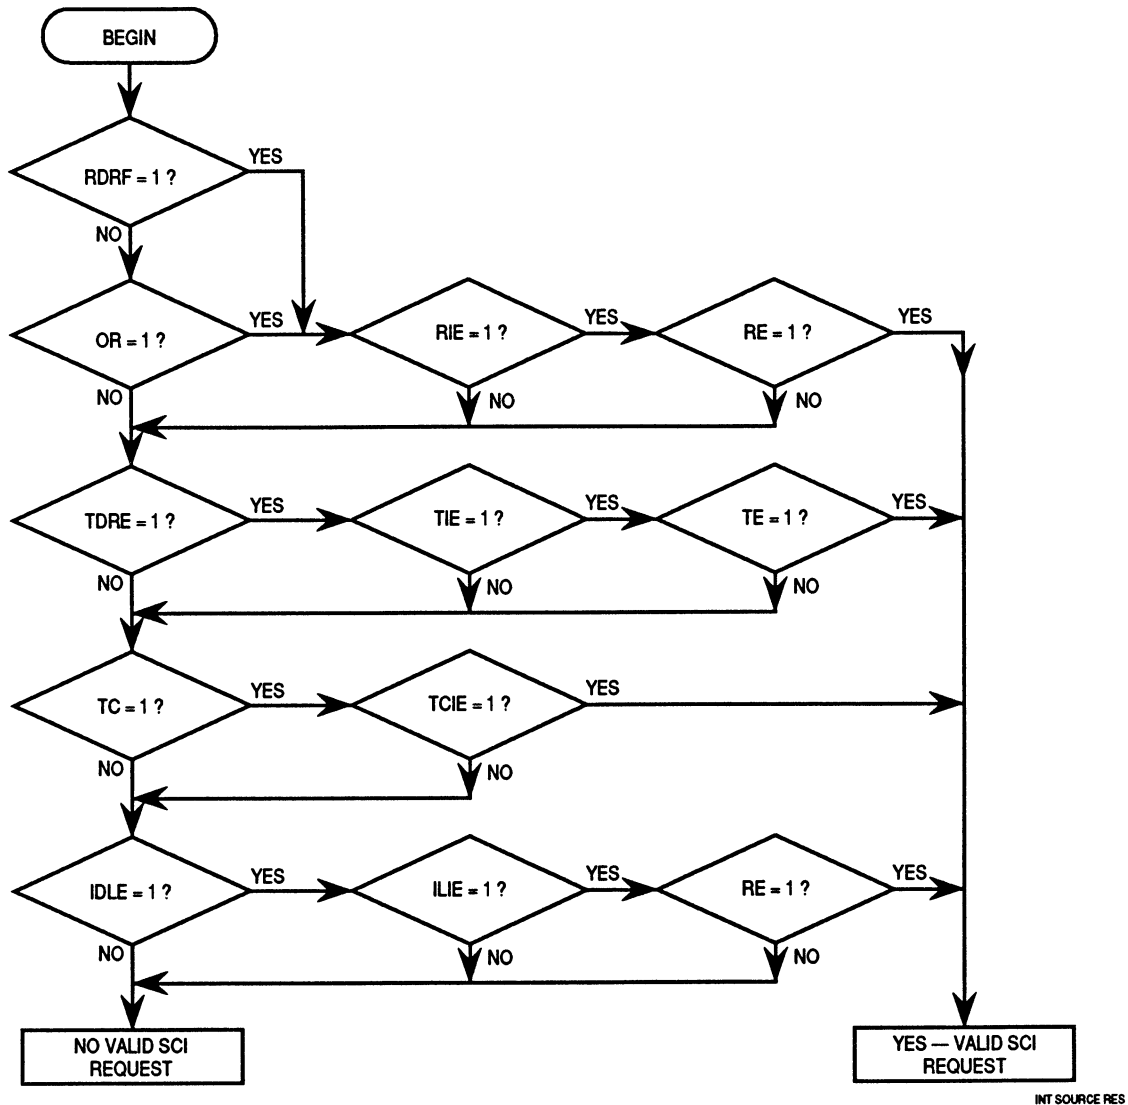 BEGIN
RDRF = 1 ?
YES
NO
OR = 1 ?
YES
RIE = 1 ?
YES
RE = 1 ?
YES
NO
NO
NO
TDRE = 1 ?
YES
TIE = 1 ?
YES
TE = 1 ?
YES
NO
NO
NO
TC = 1 ?
YES
TCIE = 1 ?
YES
NO
NO
IDLE = 1 ?
YES
ILIE = 1 ?
YES
RE = 1 ?
YES
NO
NO
NO
NO VALID SCI
REQUEST
YES — VALID SCI
REQUEST
INT SOURCE RES